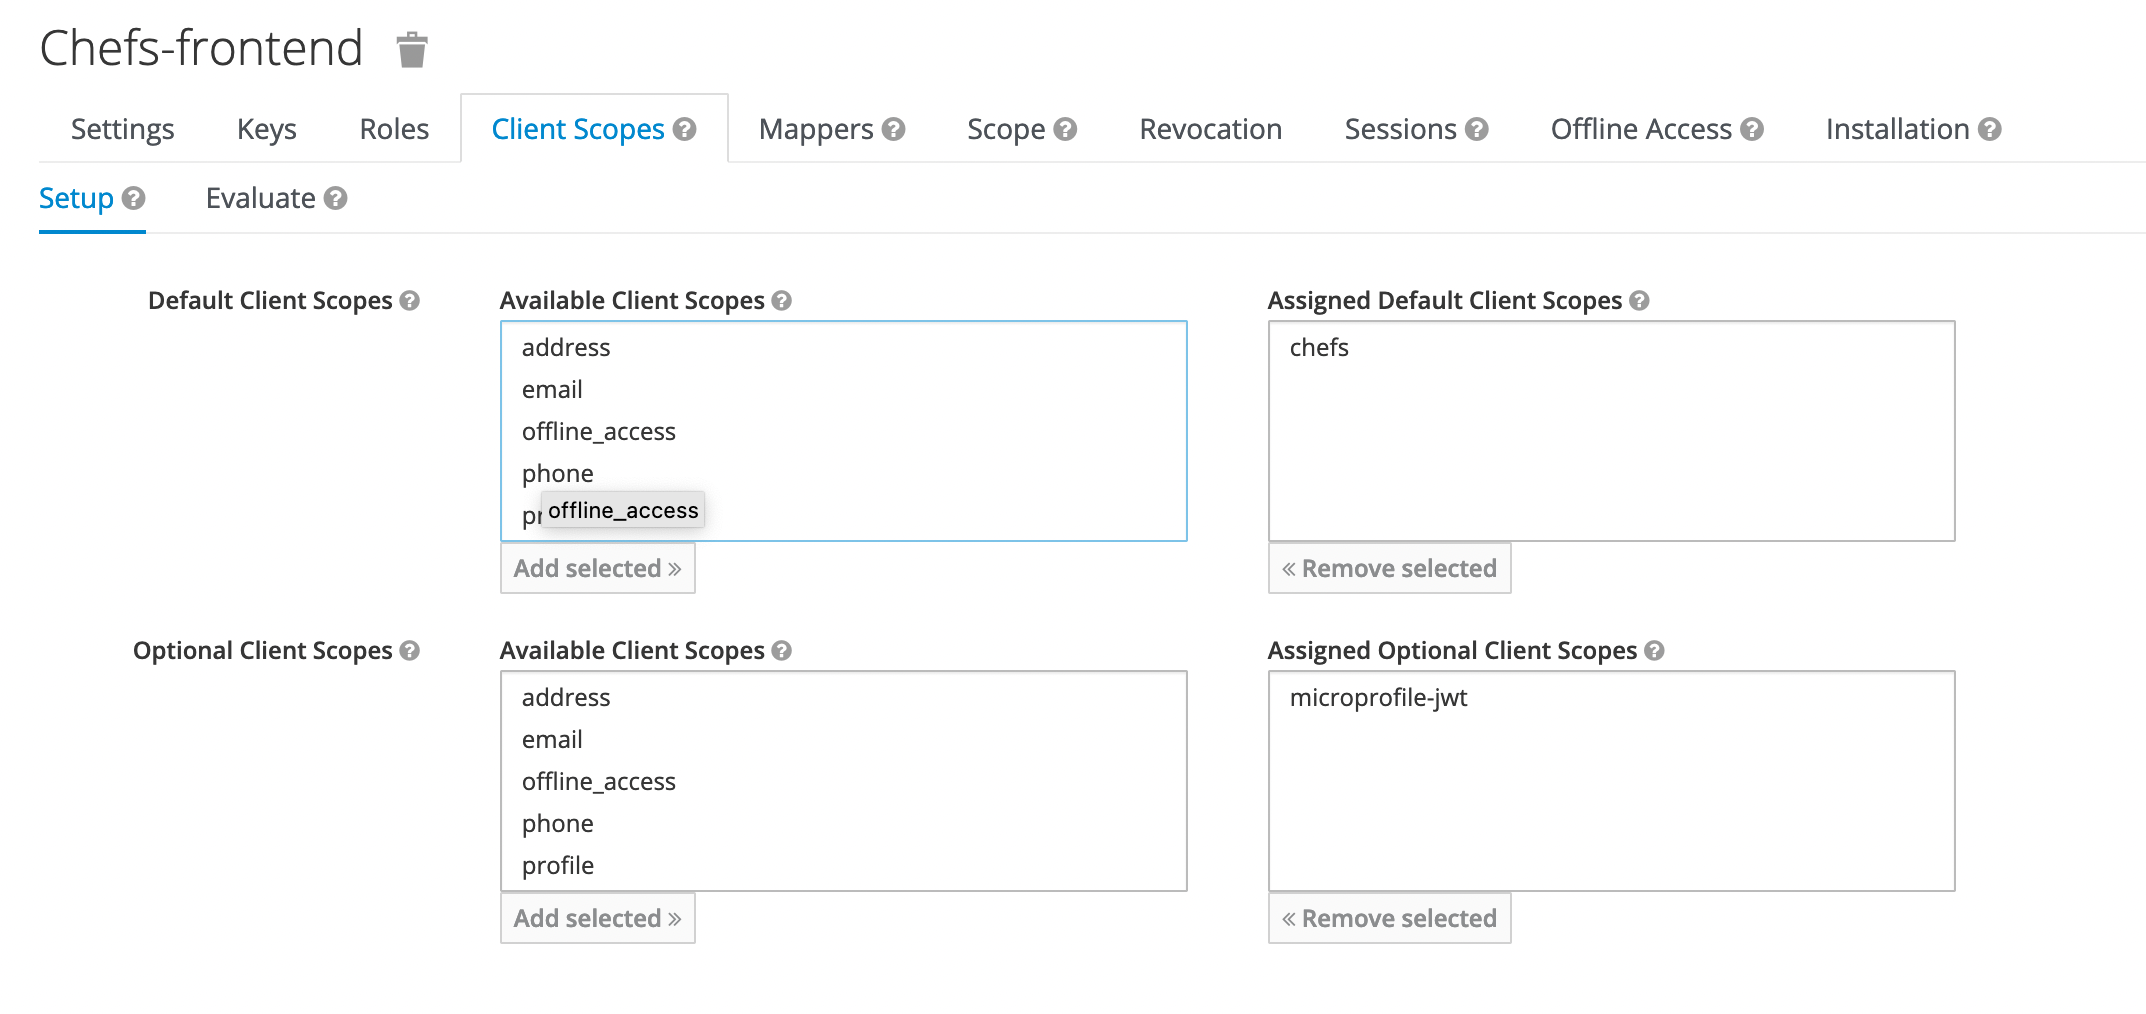 Chefs-frontend
Settings Keys Roles Client Scopes Mappers Scope Revocation Sessions Offline Access Installation
Setup Evaluate
Default Client Scopes Available Client Scopes Assigned Default Client Scopes
address chefs
email
offline_access
phone
pr offline_access
Add selected » « Remove selected
Optional Client Scopes Available Client Scopes Assigned Optional Client Scopes
address microprofile-jwt
email
offline_access
phone
profile
Add selected » « Remove selected